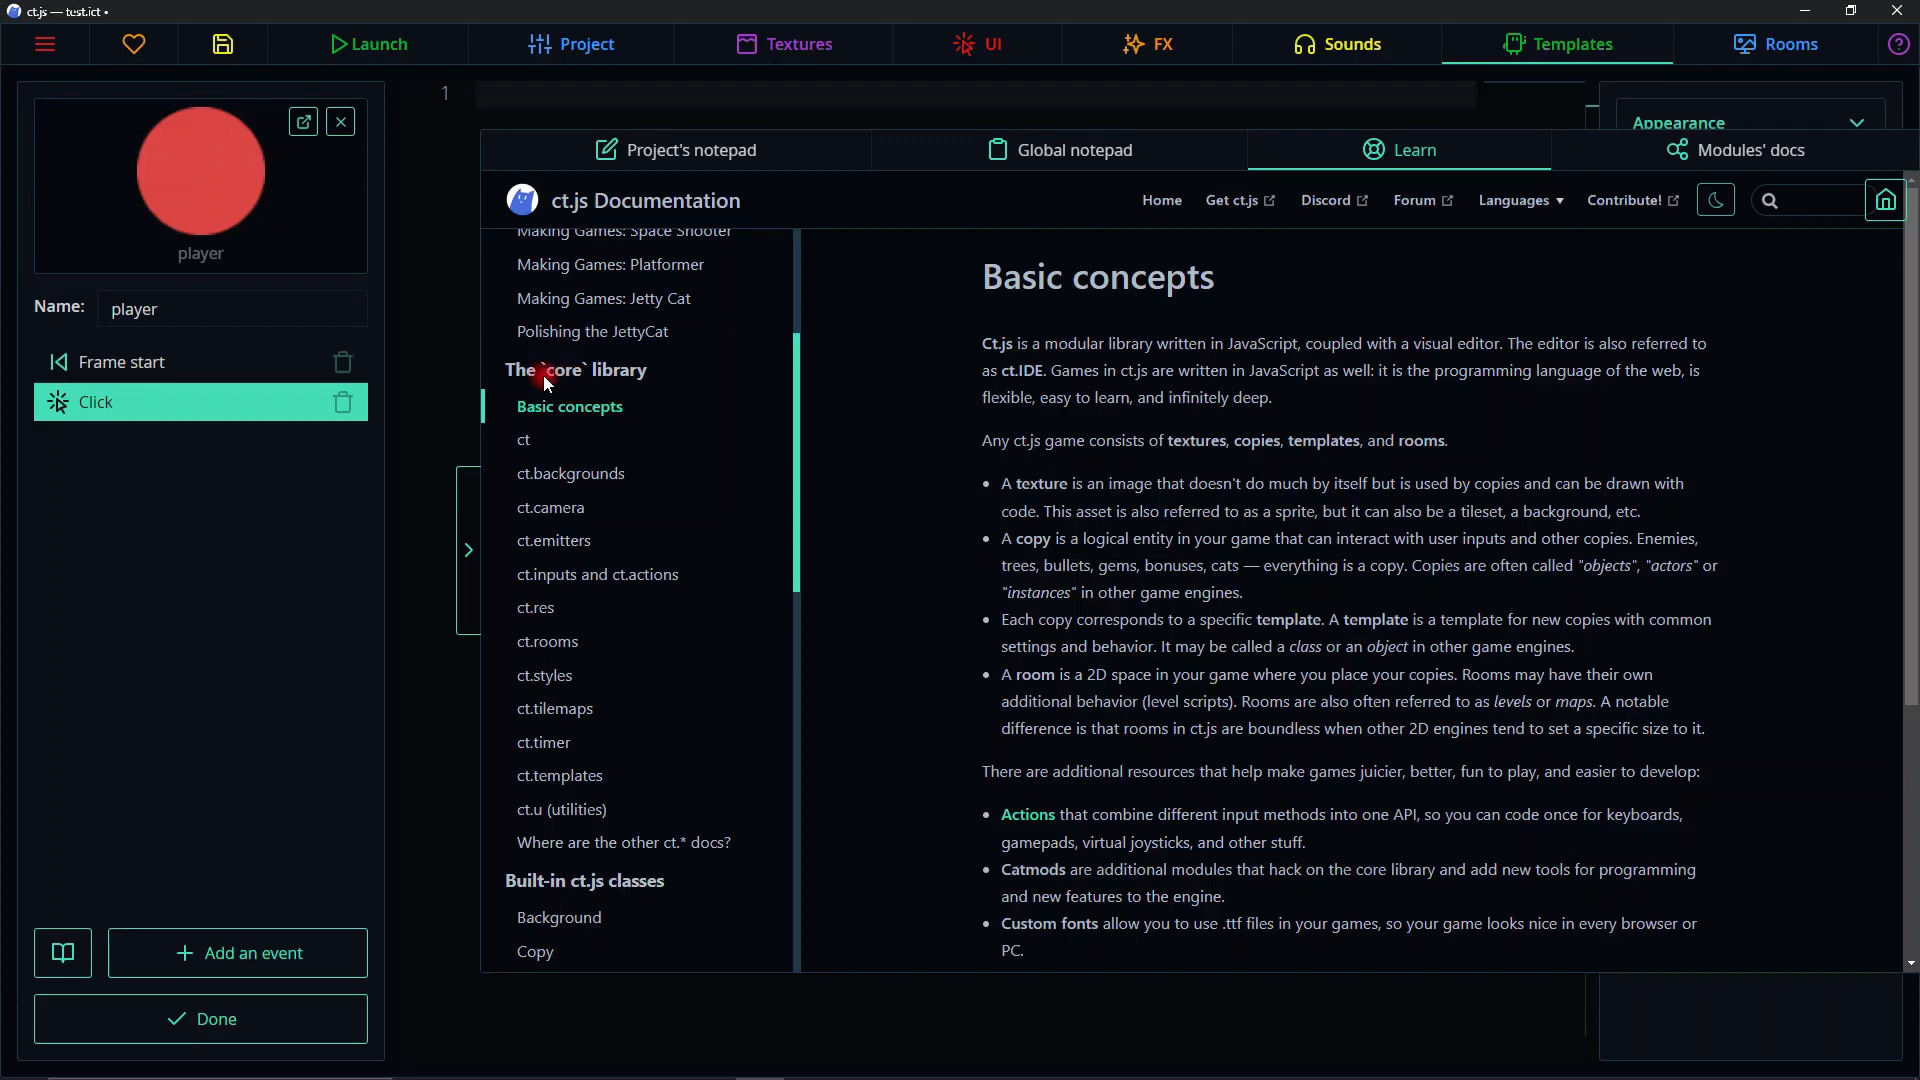 ct.js — test.ict •
Launch
Project
Textures
UI
FX
Sounds
Templates
Rooms
player
Name:
player
Frame start
Click
Add an event
Done
1
Appearance
Project's notepad
Global notepad
Learn
Modules' docs
ct.js Documentation
Home
Get ct.js
Discord
Forum
Languages
Contribute!
Making Games: Space Shooter
Making Games: Platformer
Making Games: Jetty Cat
Polishing the JettyCat
The `core` library
Basic concepts
ct
ct.backgrounds
ct.camera
ct.emitters
ct.inputs and ct.actions
ct.res
ct.rooms
ct.styles
ct.tilemaps
ct.timer
ct.templates
ct.u (utilities)
Where are the other ct.* docs?
Built-in ct.js classes
Background
Copy
Basic concepts
Ct.js is a modular library written in JavaScript, coupled with a visual editor. The editor is also referred to
as ct.IDE. Games in ct.js are written in JavaScript as well: it is the programming language of the web, is
flexible, easy to learn, and infinitely deep.
Any ct.js game consists of textures, copies, templates, and rooms.
• A texture is an image that doesn't do much by itself but is used by copies and can be drawn with
code. This asset is also referred to as a sprite, but it can also be a tileset, a background, etc.
• A copy is a logical entity in your game that can interact with user inputs and other copies. Enemies,
trees, bullets, gems, bonuses, cats — everything is a copy. Copies are often called "objects", "actors" or
"instances" in other game engines.
• Each copy corresponds to a specific template. A template is a template for new copies with common
settings and behavior. It may be called a class or an object in other game engines.
• A room is a 2D space in your game where you place your copies. Rooms may have their own
additional behavior (level scripts). Rooms are also often referred to as levels or maps. A notable
difference is that rooms in ct.js are boundless when other 2D engines tend to set a specific size to it.
There are additional resources that help make games juicier, better, fun to play, and easier to develop:
• Actions that combine different input methods into one API, so you can code once for keyboards,
gamepads, virtual joysticks, and other stuff.
• Catmods are additional modules that hack on the core library and add new tools for programming
and new features to the engine.
• Custom fonts allow you to use .ttf files in your games, so your game looks nice in every browser or
PC.